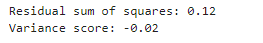 Residual sum of squares: 0.12
Variance score: -0.02